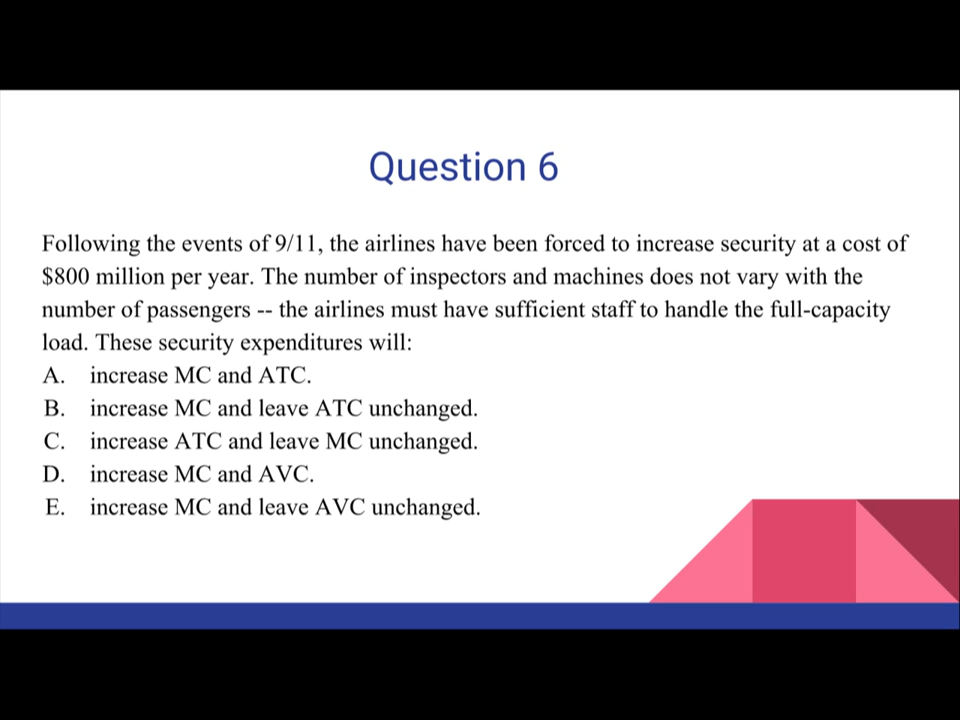 Question 6
Following the events of 9/11, the airlines have been forced to increase security at a cost of
$800 million per year. The number of inspectors and machines does not vary with the
number of passengers -- the airlines must have sufficient staff to handle the full-capacity
load. These security expenditures will:
A. increase MC and ATC.
B. increase MC and leave ATC unchanged.
C. increase ATC and leave MC unchanged.
D. increase MC and AVC.
E. increase MC and leave AVC unchanged.